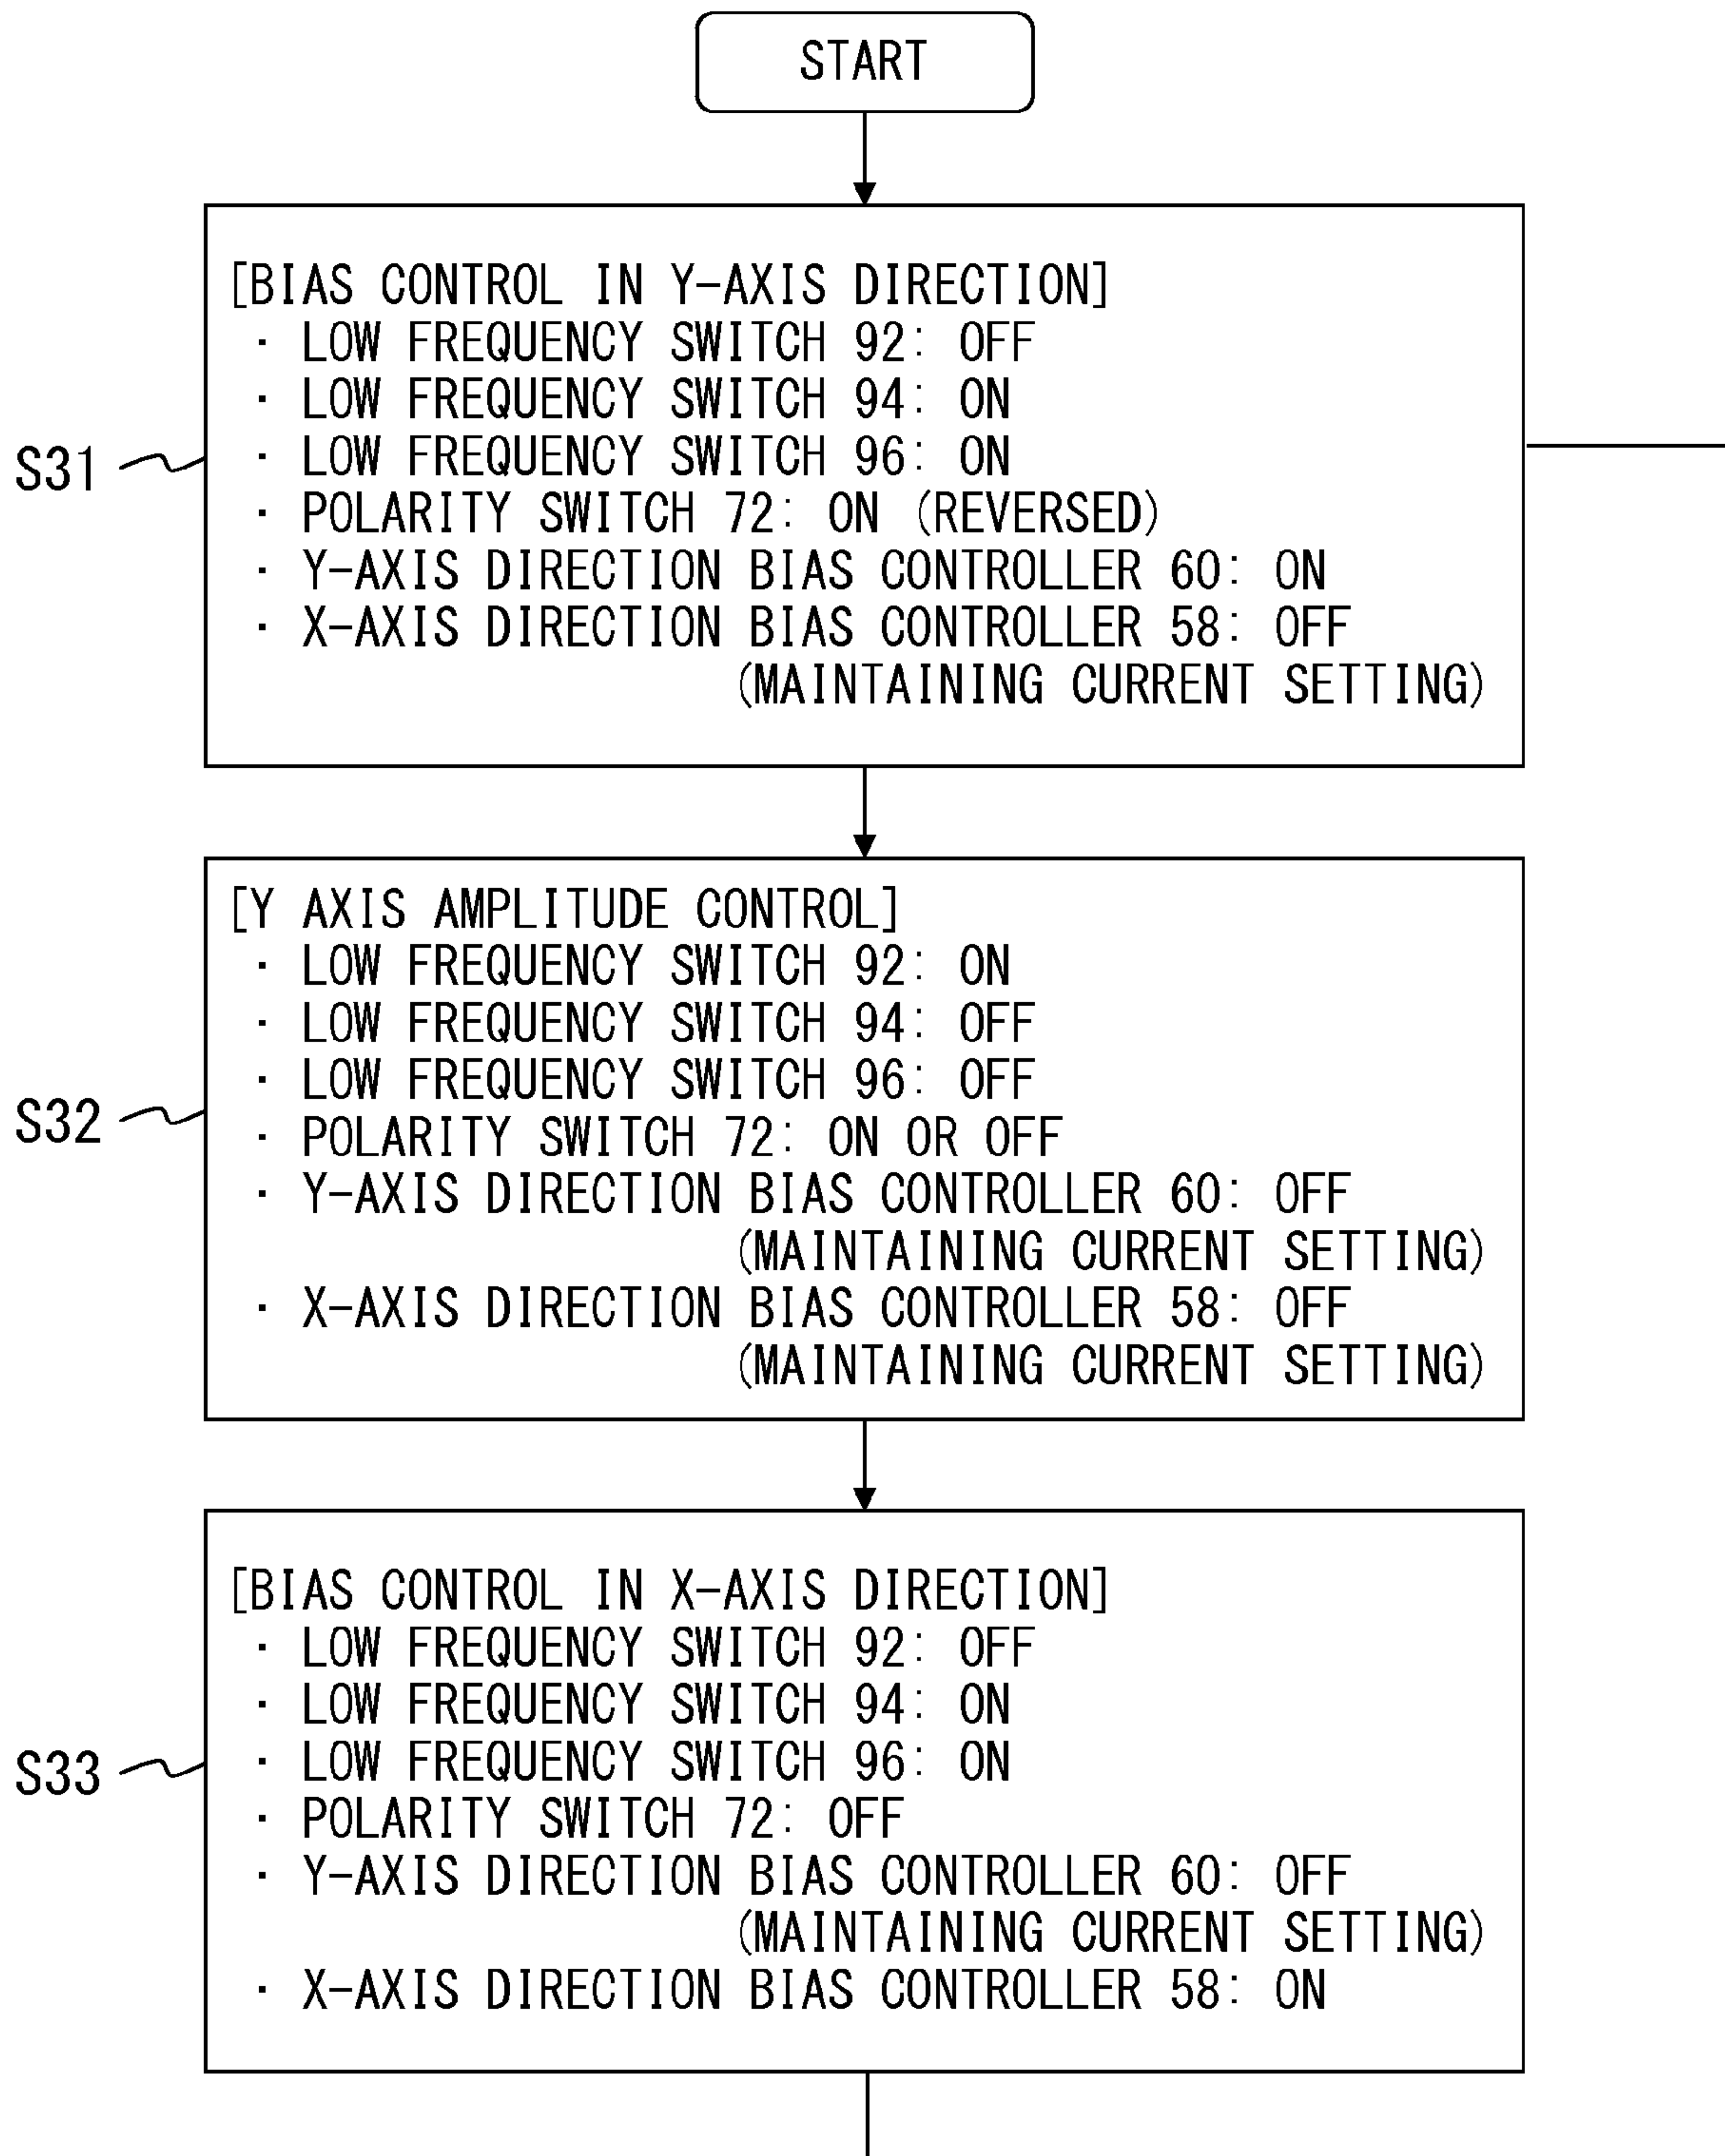 START
[BIAS CONTROL IN Y-AXIS DIRECTION]
· LOW FREQUENCY SWITCH 92: OFF
· LOW FREQUENCY SWITCH 94: ON
· LOW FREQUENCY SWITCH 96: ON
· POLARITY SWITCH 72: ON (REVERSED)
· Y-AXIS DIRECTION BIAS CONTROLLER 60: ON
· X-AXIS DIRECTION BIAS CONTROLLER 58: OFF
(MAINTAINING CURRENT SETTING)
S31
[Y AXIS AMPLITUDE CONTROL]
· LOW FREQUENCY SWITCH 92: ON
· LOW FREQUENCY SWITCH 94: OFF
· LOW FREQUENCY SWITCH 96: OFF
· POLARITY SWITCH 72: ON OR OFF
· Y-AXIS DIRECTION BIAS CONTROLLER 60: OFF
(MAINTAINING CURRENT SETTING)
· X-AXIS DIRECTION BIAS CONTROLLER 58: OFF
(MAINTAINING CURRENT SETTING)
S32
[BIAS CONTROL IN X-AXIS DIRECTION]
· LOW FREQUENCY SWITCH 92: OFF
· LOW FREQUENCY SWITCH 94: ON
· LOW FREQUENCY SWITCH 96: ON
· POLARITY SWITCH 72: OFF
· Y-AXIS DIRECTION BIAS CONTROLLER 60: OFF
(MAINTAINING CURRENT SETTING)
· X-AXIS DIRECTION BIAS CONTROLLER 58: ON
S33